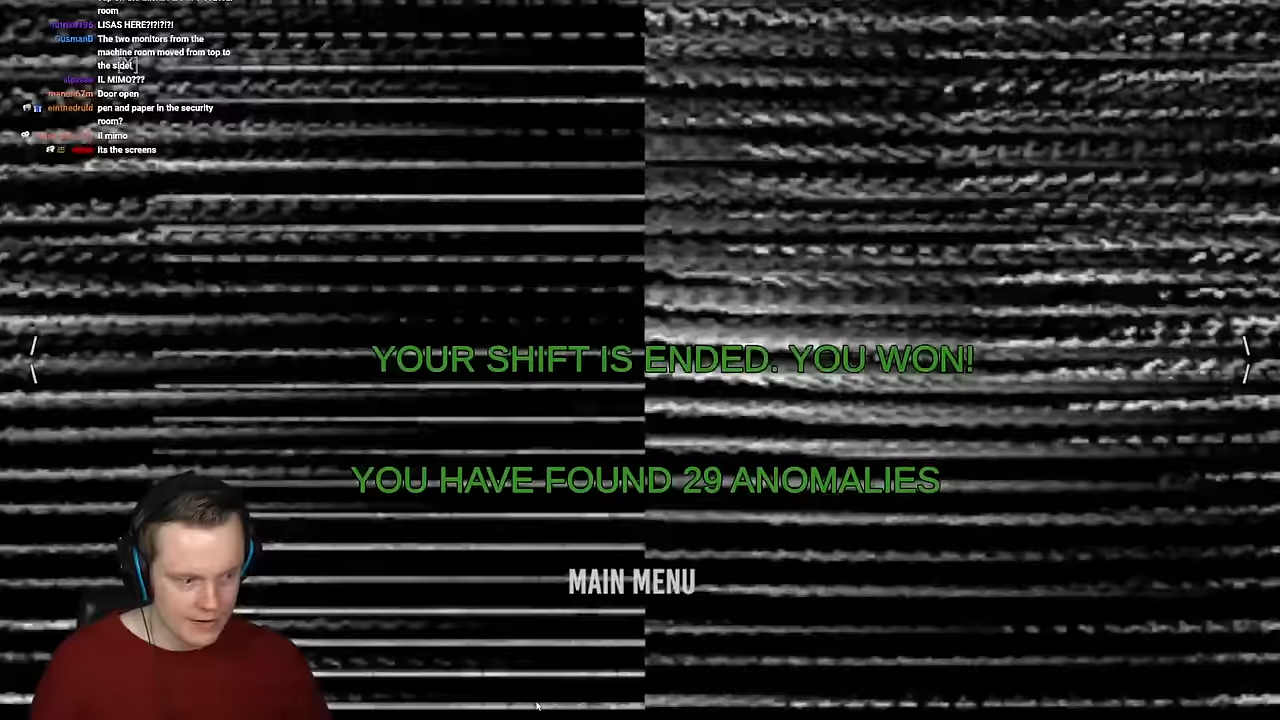 room
LISAS HERE?!?!?!
GusmanB The two monitors from the
machine room moved from top to
the side
IL MIMO???
Door open
einthedruid pen and paper in the security
room?
Il mimo
Its the screens
YOUR SHIFT IS ENDED. YOU WON!
YOU HAVE FOUND 29 ANOMALIES
MAIN MENU